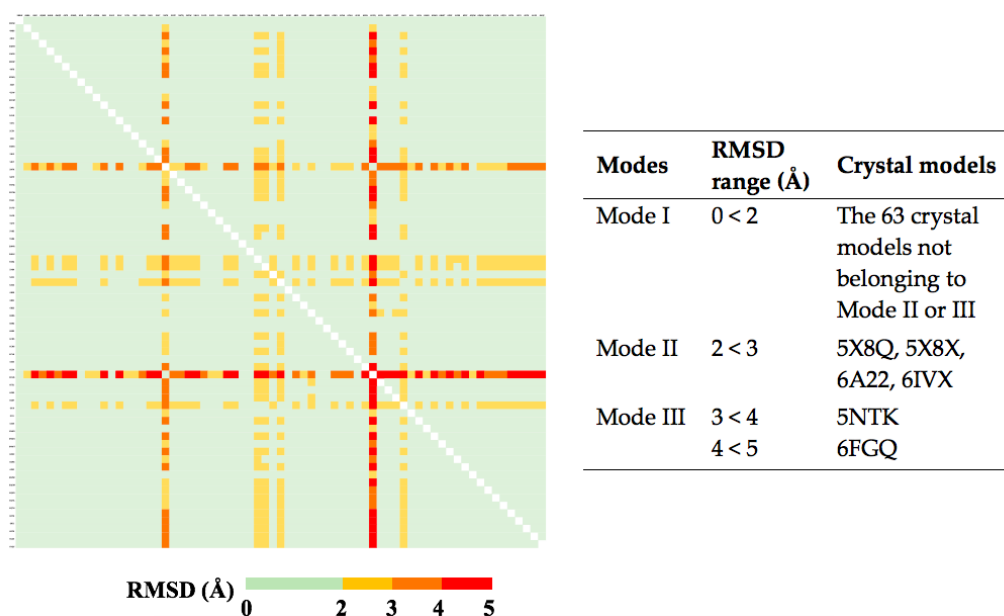 Modes
RMSD
range (Å)
Crystal models
Mode I
0 < 2
The 63 crystal
models not
belonging to
Mode II or III
Mode II
2 < 3
5X8Q, 5X8X,
6A22, 6IVX
Mode III
3 < 4
5NTK
4 < 5
6FGQ
RMSD (Å)
0 2 3 4 5